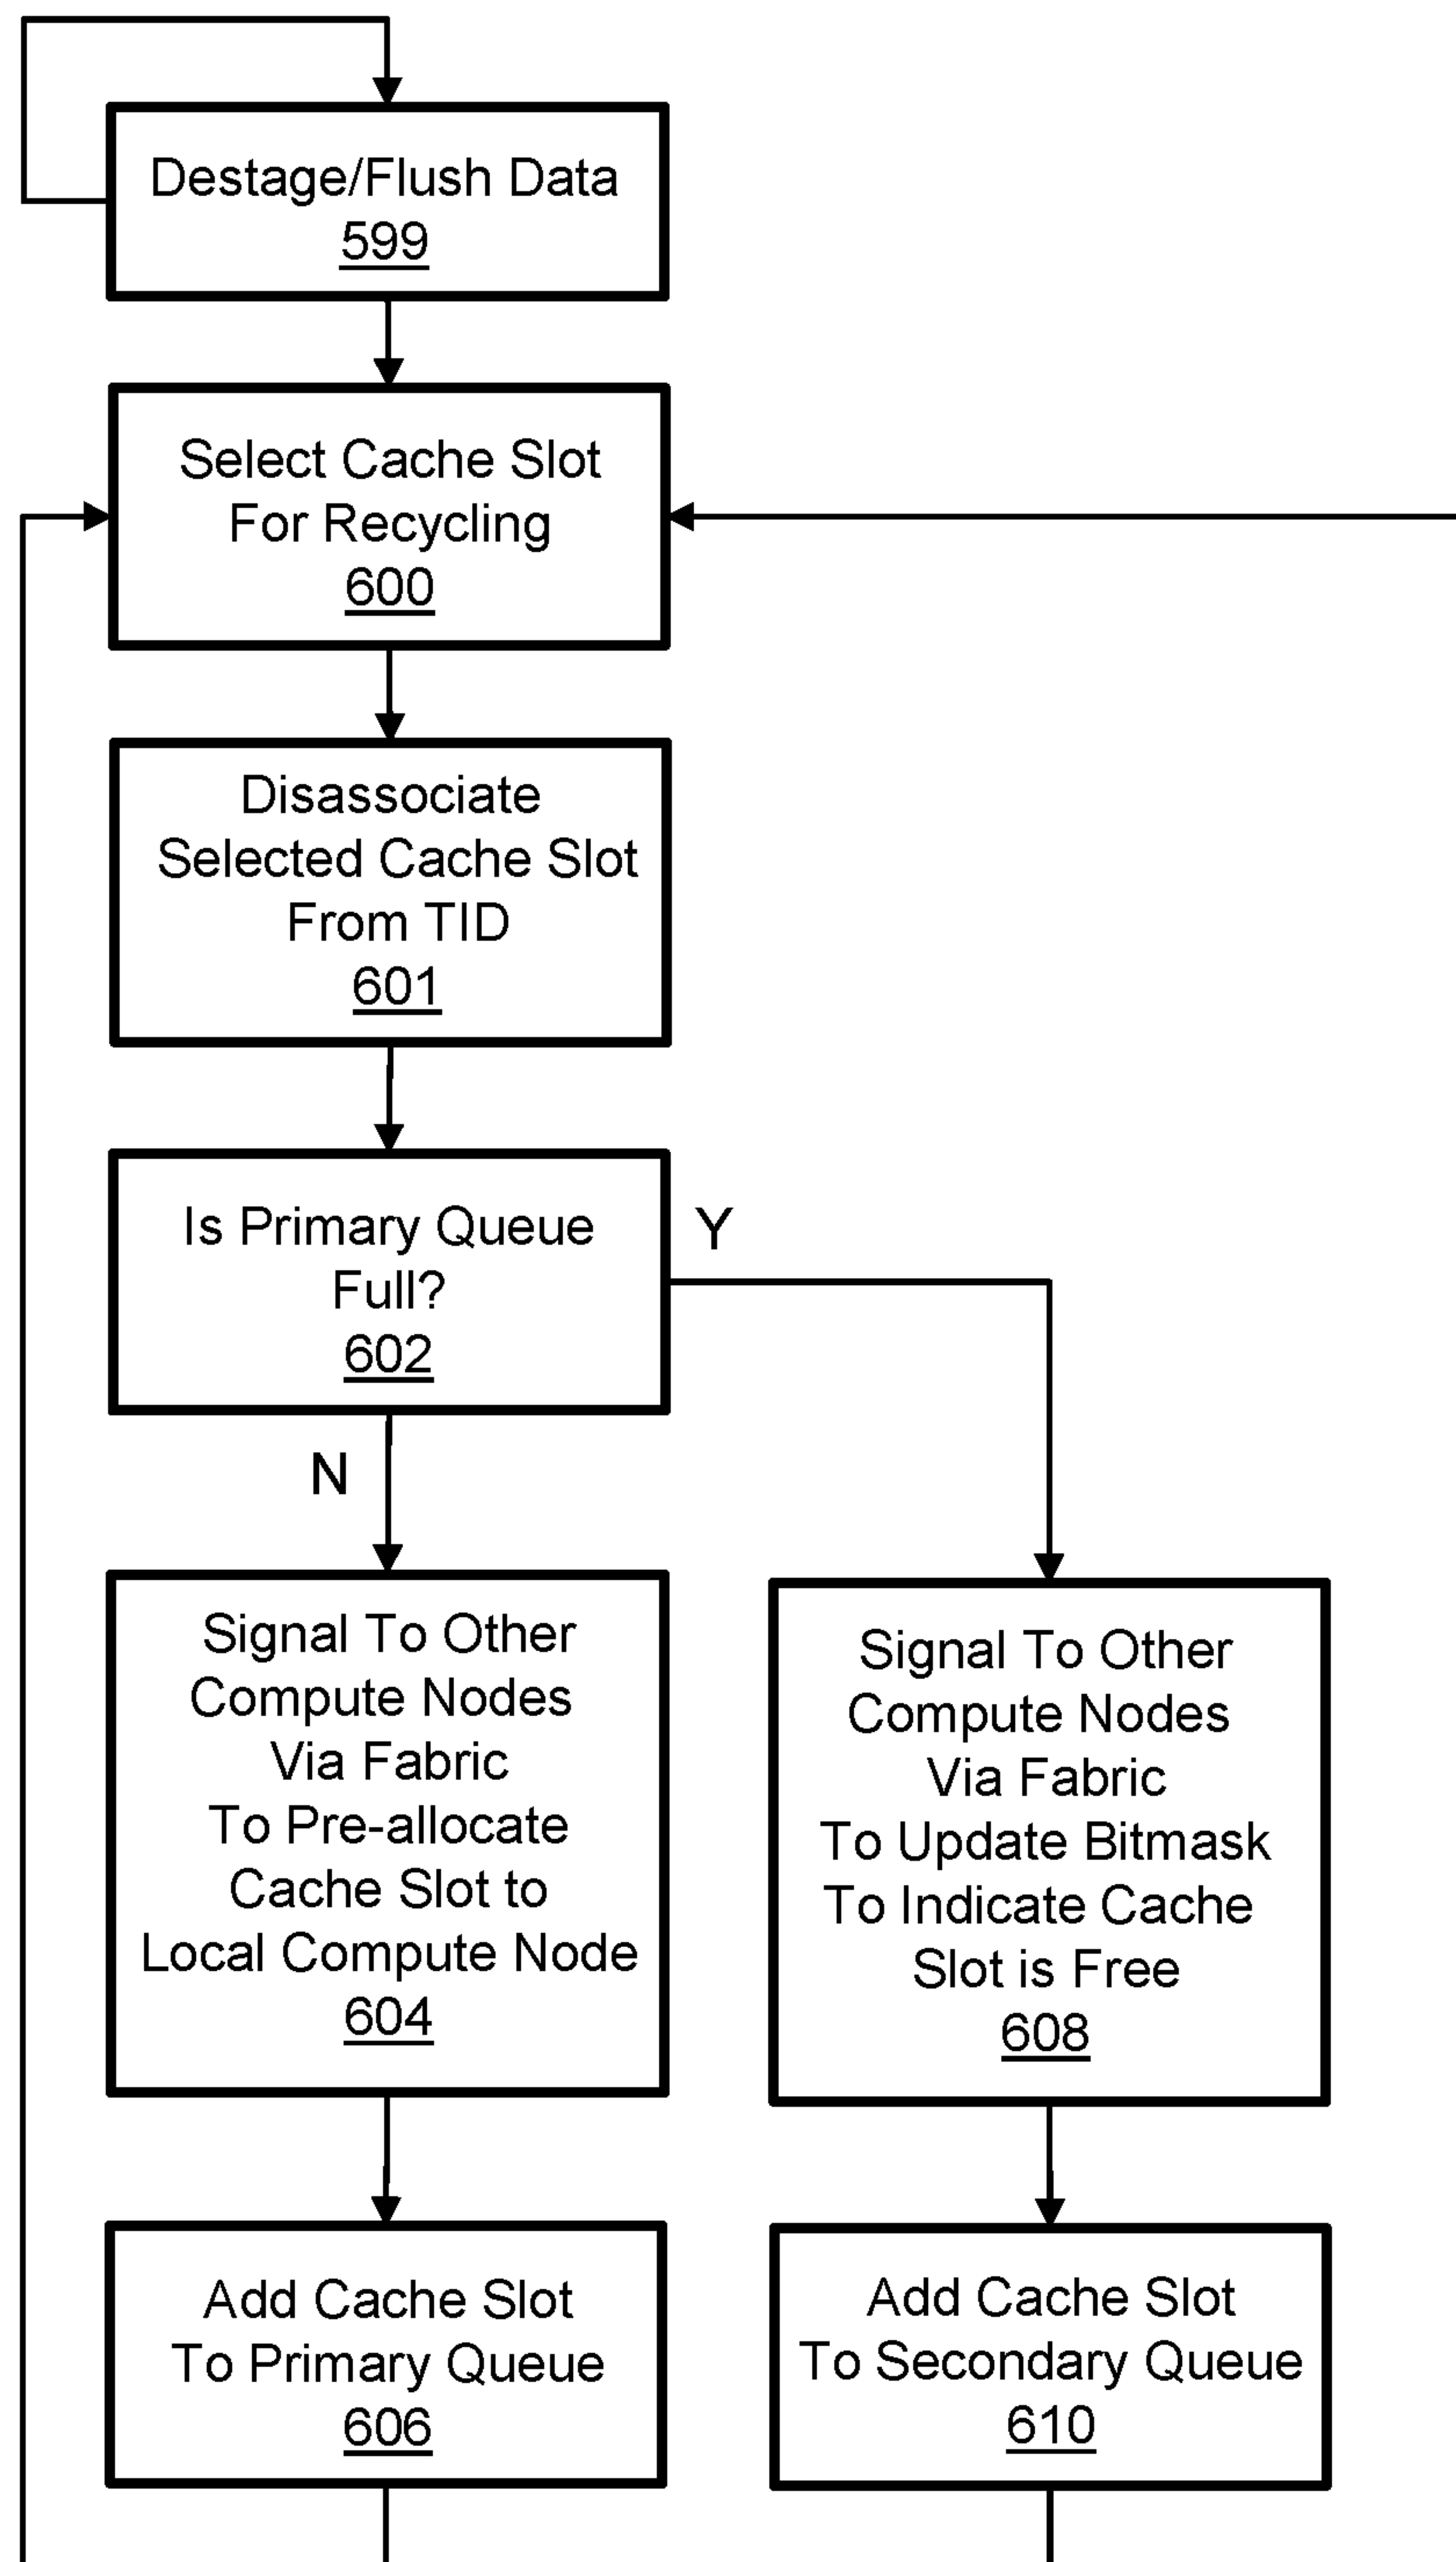 Destage/Flush Data
599
Select Cache Slot
For Recycling
600
Disassociate
Selected Cache Slot
From TID
601
Is Primary Queue
Full?
602
Y
N
Signal To Other
Compute Nodes
Via Fabric
To Pre-allocate
Cache Slot to
Local Compute Node
604
Signal To Other
Compute Nodes
Via Fabric
To Update Bitmask
To Indicate Cache
Slot is Free
608
Add Cache Slot
To Primary Queue
606
Add Cache Slot
To Secondary Queue
610